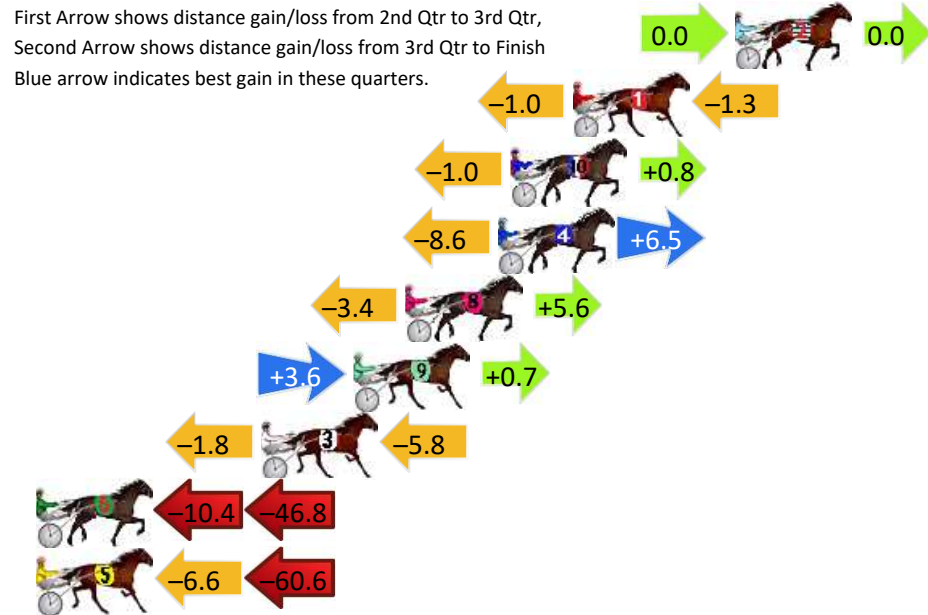 First Arrow shows distance gain/loss from 2nd Qtr to 3rd Qtr,
Second Arrow shows distance gain/loss from 3rd Qtr to Finish
Blue arrow indicates best gain in these quarters.
0.0 0.0
–1.0 1 –1.3
–1.0 10 +0.8
–8.6 4 +6.5
–3.4 8 +5.6
+3.6 9 +0.7
–1.8 3 –5.8
–10.4 –46.8
5 –6.6 –60.6